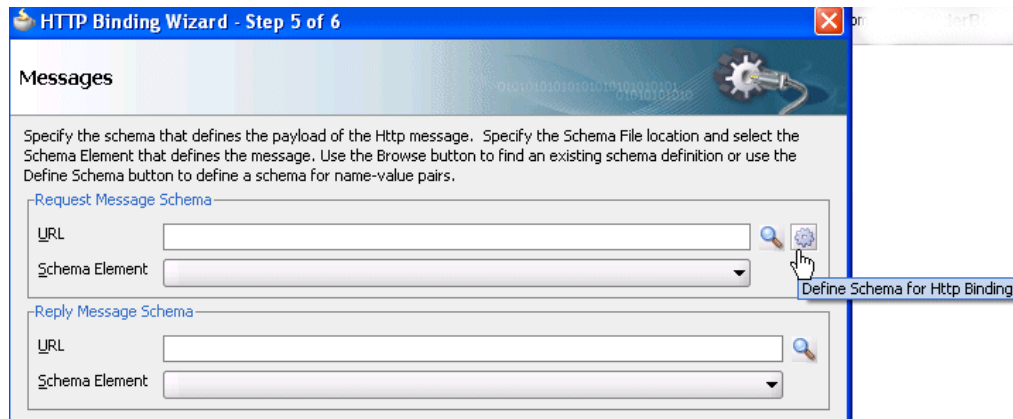 HTTP Binding Wizard - Step 5 of 6
Messages
Specify the schema that defines the payload of the Http message. Specify the Schema File location and select the
Schema Element that defines the message. Use the Browse button to find an existing schema definition or use the
Define Schema button to define a schema for name-value pairs.
Request Message Schema
URL
Schema Element
Define Schema for Http Binding
Reply Message Schema
URL
Schema Element